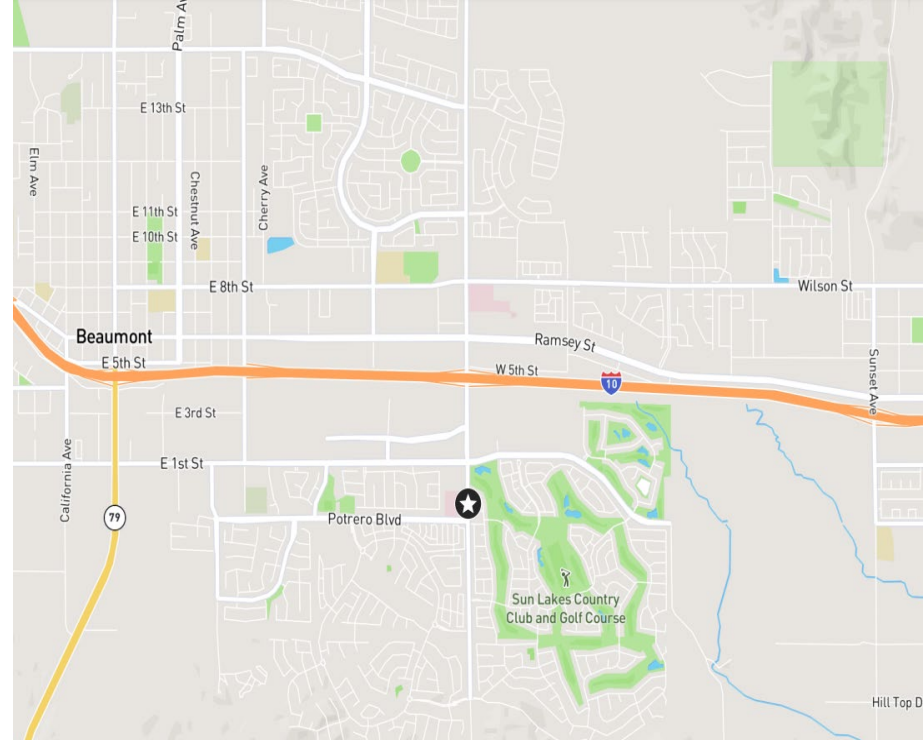 Palm Av
E 13th St
Elm Ave
Chestnut Ave
Cherry Ave
E 11th St
E 10th St
E 8th St
Wilson St
Beaumont
Ramsey St
E 5th St
W 5th St
10
Sunset Ave
E 3rd St
California Ave
E 1st St
79
Potrero Blvd
Sun Lakes Country
Club and Golf Course
Hill Top D